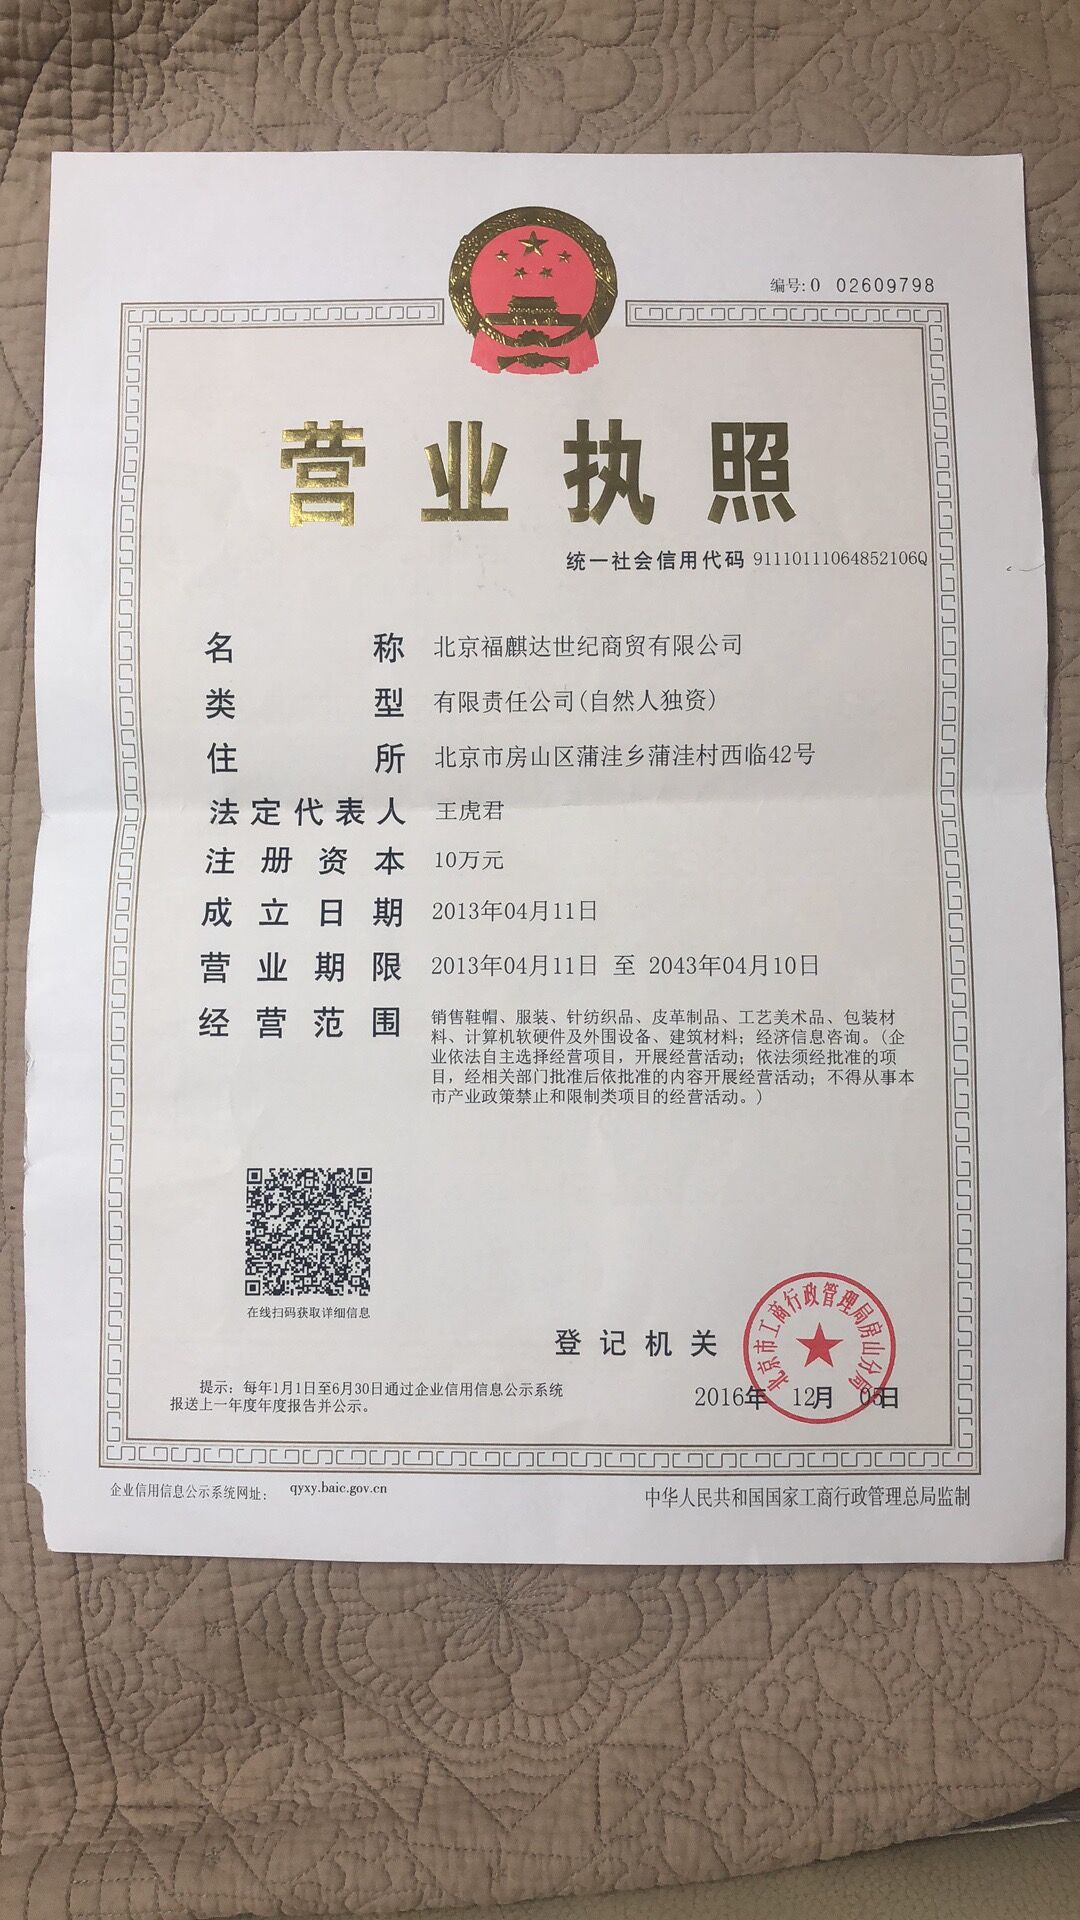 编号: 0 02609798
营业执照
统一社会信用代码 91110111064852106Q
名称 北京福麒达世纪商贸有限公司
类型 有限责任公司(自然人独资)
住所 北京市房山区蒲洼乡蒲洼村西临42号
法定代表人 王虎君
注册资本 10万元
成立日期 2013年04月11日
营业期限 2013年04月11日 至 2043年04月10日
经营范围 销售鞋帽、服装、针纺织品、皮革制品、工艺美术品、包装材
料、计算机软硬件及外围设备、建筑材料；经济信息咨询。(企
业依法自主选择经营项目，开展经营活动；依法须经批准的项
目，经相关部门批准后依批准的内容开展经营活动；不得从事本
市产业政策禁止和限制类项目的经营活动。)
在线扫码获取详细信息
登记机关
北京市工商行政管理局房山分局
2016年 12月 05日
提示：每年1月1日至6月30日通过企业信用信息公示系统
报送上一年度年度报告并公示。
企业信用信息公示系统网址： qyxy.baic.gov.cn
中华人民共和国国家工商行政管理总局监制